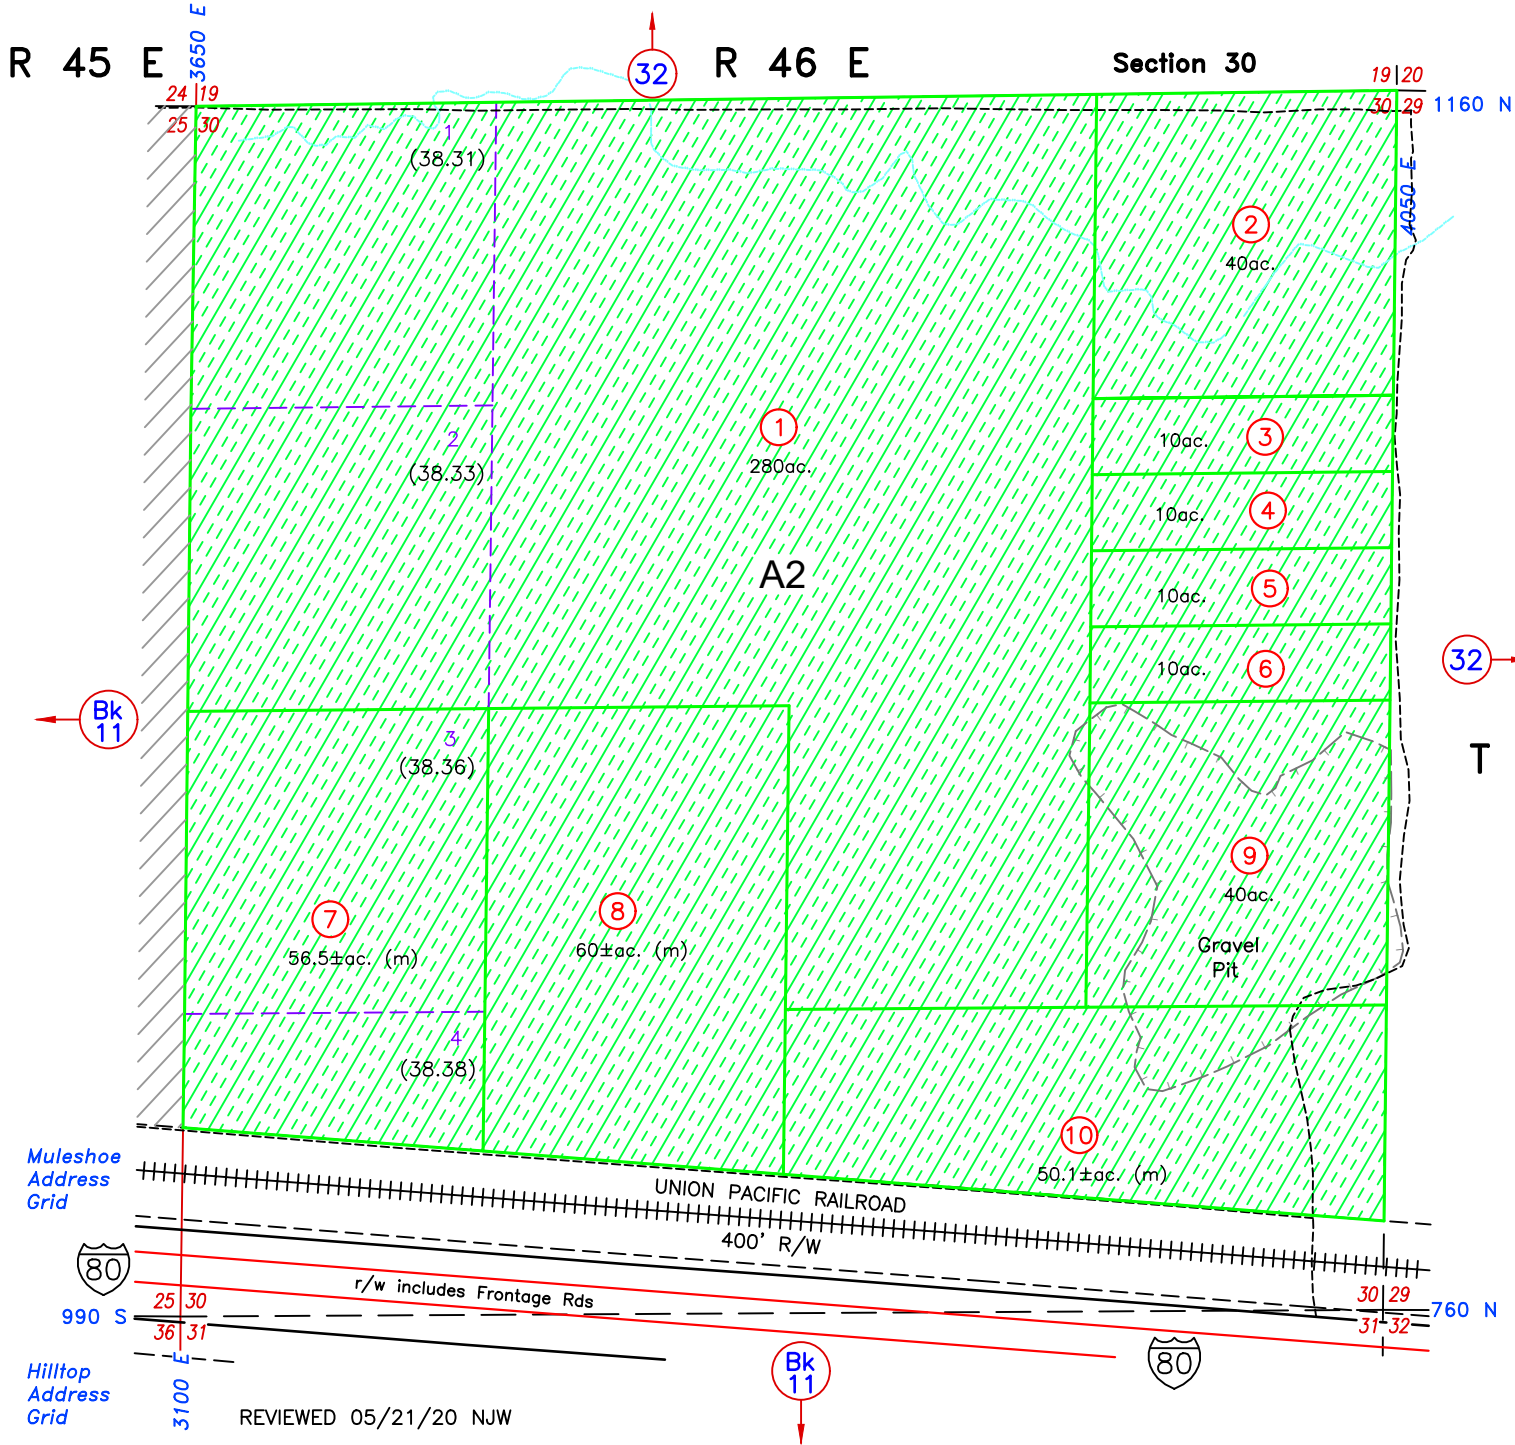 R 45 E
3650 E
32
R 46 E
Section 30
24 19
25 30
19 20
30 29
1160 N
4050 E
1
(38.31)
2
40ac.
2
(38.33)
1
280ac.
10ac. 3
10ac. 4
A2
10ac. 5
10ac. 6
32
Bk
11
3
(38.36)
T
9
40ac.
Gravel
Pit
7
56.5±ac. (m)
8
60±ac. (m)
4
(38.38)
10
50.1±ac. (m)
Muleshoe
Address
Grid
UNION PACIFIC RAILROAD
400' R/W
80
r/w includes Frontage Rds
25 30
36 31
990 S
30 29
31 32
760 N
80
Bk
11
Hilltop
Address
Grid
3100 E
REVIEWED 05/21/20 NJW